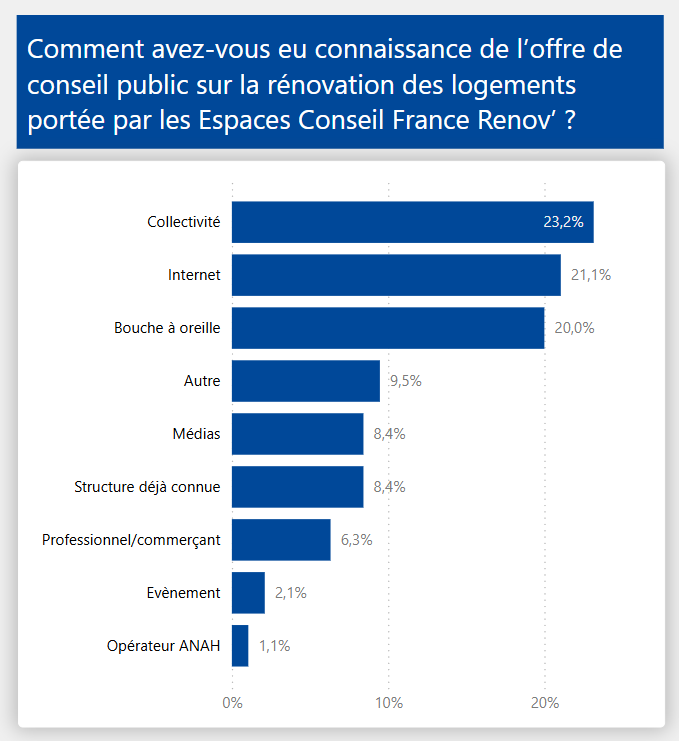 Comment avez-vous eu connaissance de l’offre de
conseil public sur la rénovation des logements
portée par les Espaces Conseil France Renov’ ?
Collectivité 23,2%
Internet 21,1%
Bouche à oreille 20,0%
Autre 9,5%
Médias 8,4%
Structure déjà connue 8,4%
Professionnel/commerçant 6,3%
Evènement 2,1%
Opérateur ANAH 1,1%
0% 10% 20%